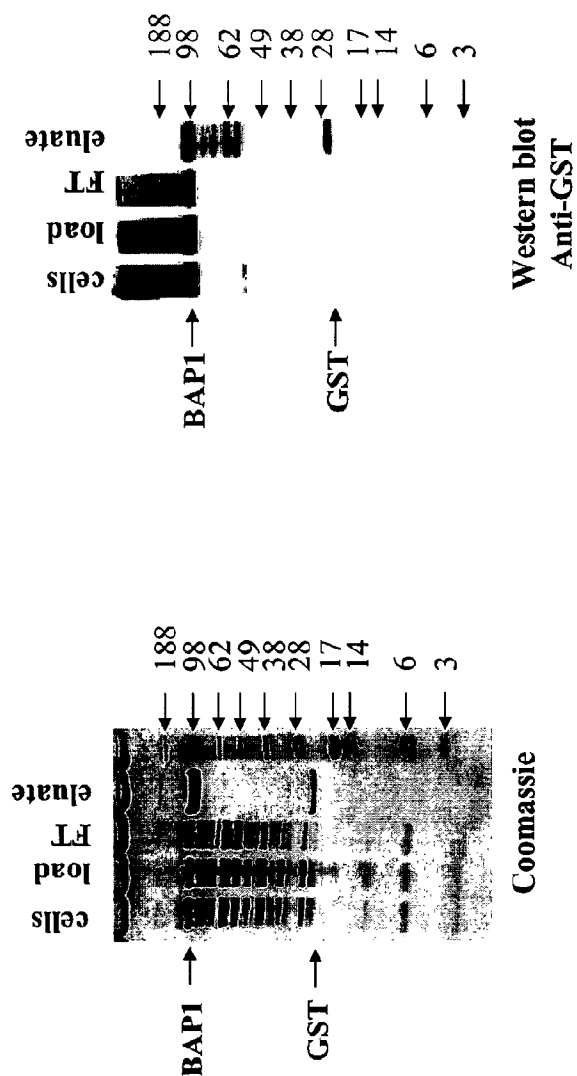 cells
load
FT
eluate
BAP1
GST
188
98
62
49
38
28
17
14
6
3
Coomassie
cells
load
FT
eluate
BAP1
GST
188
98
62
49
38
28
17
14
6
3
Western blot
Anti-GST